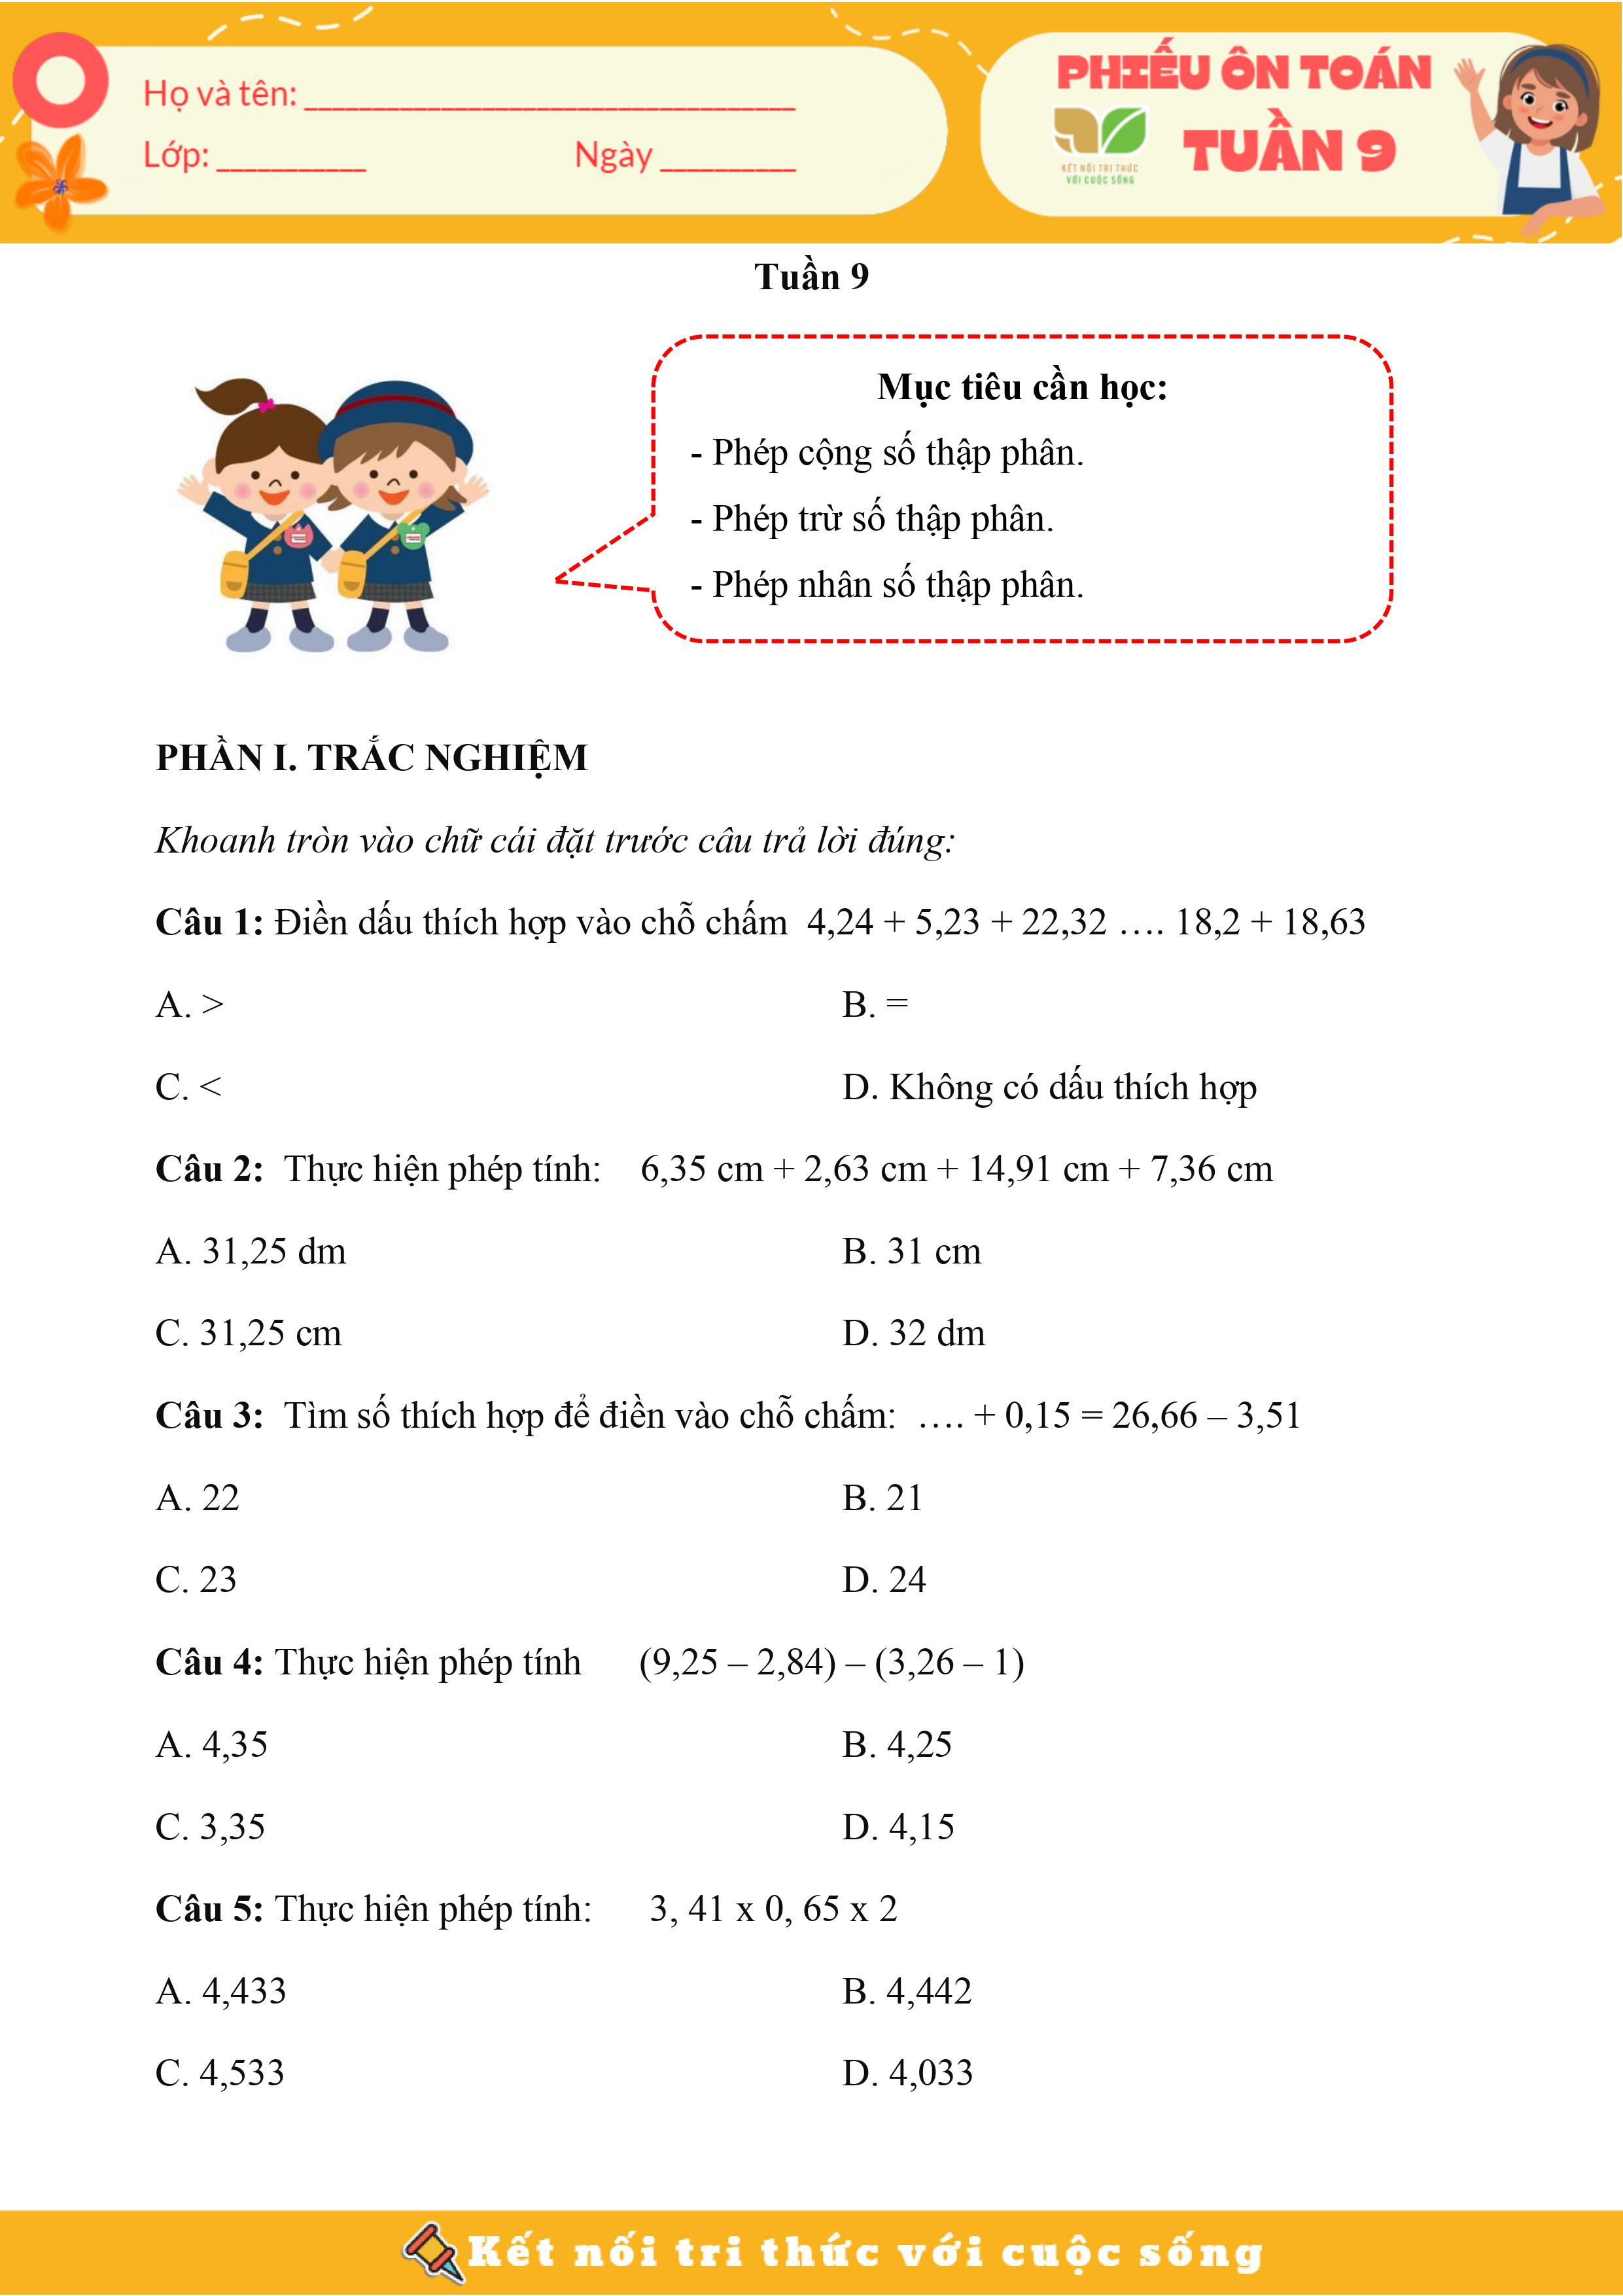 Họ và tên: ____________________________
PHIẾU ÔN TOÁN
Lớp: ___________ Ngày __________
TUẦN 9
KẾT NỐI TRI THỨC
VỚI CUỘC SỐNG
Tuần 9
Mục tiêu cần học:
- Phép cộng số thập phân.
- Phép trừ số thập phân.
- Phép nhân số thập phân.
PHẦN I. TRẮC NGHIỆM
Khoanh tròn vào chữ cái đặt trước câu trả lời đúng:
Câu 1: Điền dấu thích hợp vào chỗ chấm 4,24 + 5,23 + 22,32 …. 18,2 + 18,63
A. > B. =
C. < D. Không có dấu thích hợp
Câu 2: Thực hiện phép tính: 6,35 cm + 2,63 cm + 14,91 cm + 7,36 cm
A. 31,25 dm B. 31 cm
C. 31,25 cm D. 32 dm
Câu 3: Tìm số thích hợp để điền vào chỗ chấm: …. + 0,15 = 26,66 – 3,51
A. 22 B. 21
C. 23 D. 24
Câu 4: Thực hiện phép tính (9,25 – 2,84) – (3,26 – 1)
A. 4,35 B. 4,25
C. 3,35 D. 4,15
Câu 5: Thực hiện phép tính: 3, 41 x 0, 65 x 2
A. 4,433 B. 4,442
C. 4,533 D. 4,033
Kết nối tri thức với cuộc sống